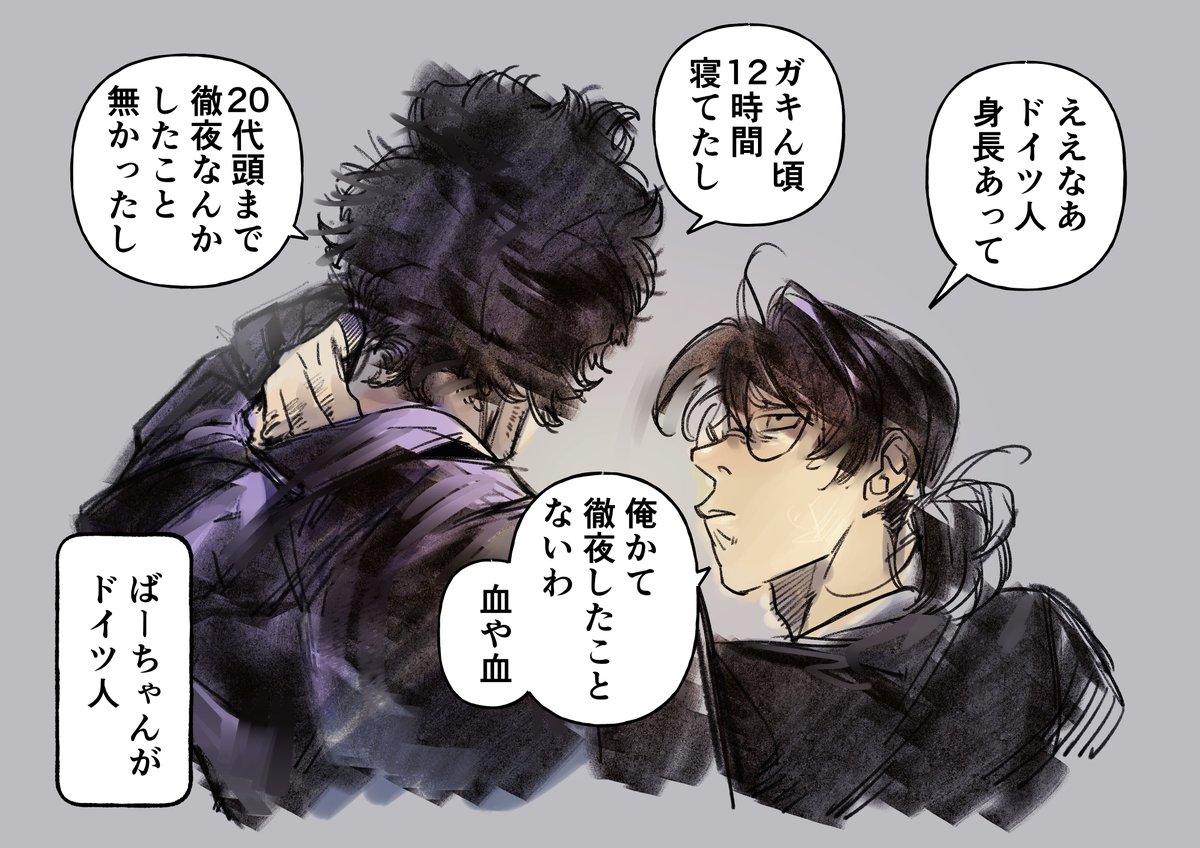 ええなあ
ドイツ人
身長あって
ガキん頃
12時間
寝てたし
20代頭まで
徹夜なんか
したこと
無かったし
俺かて
徹夜したこと
ないわ
血や血
ばーちゃんが
ドイツ人